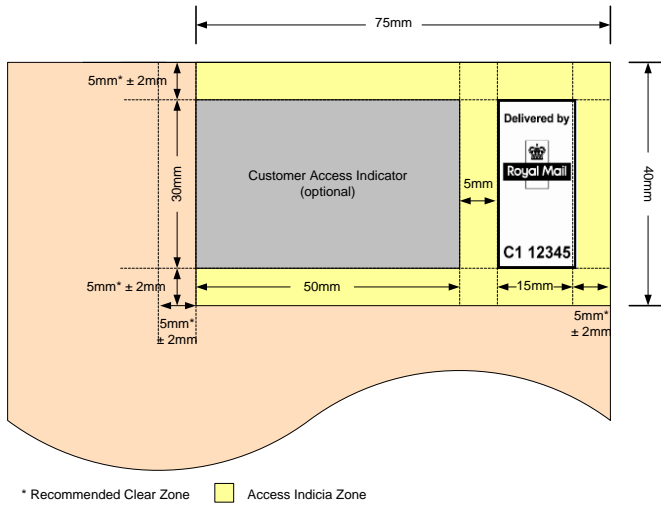 75mm
5mm* ± 2mm
Delivered by
Royal Mail
C1 12345
Customer Access Indicator
(optional)
5mm
30mm
40mm
5mm* ± 2mm
50mm
15mm
5mm*
± 2mm
5mm*
± 2mm
* Recommended Clear Zone
Access Indicia Zone